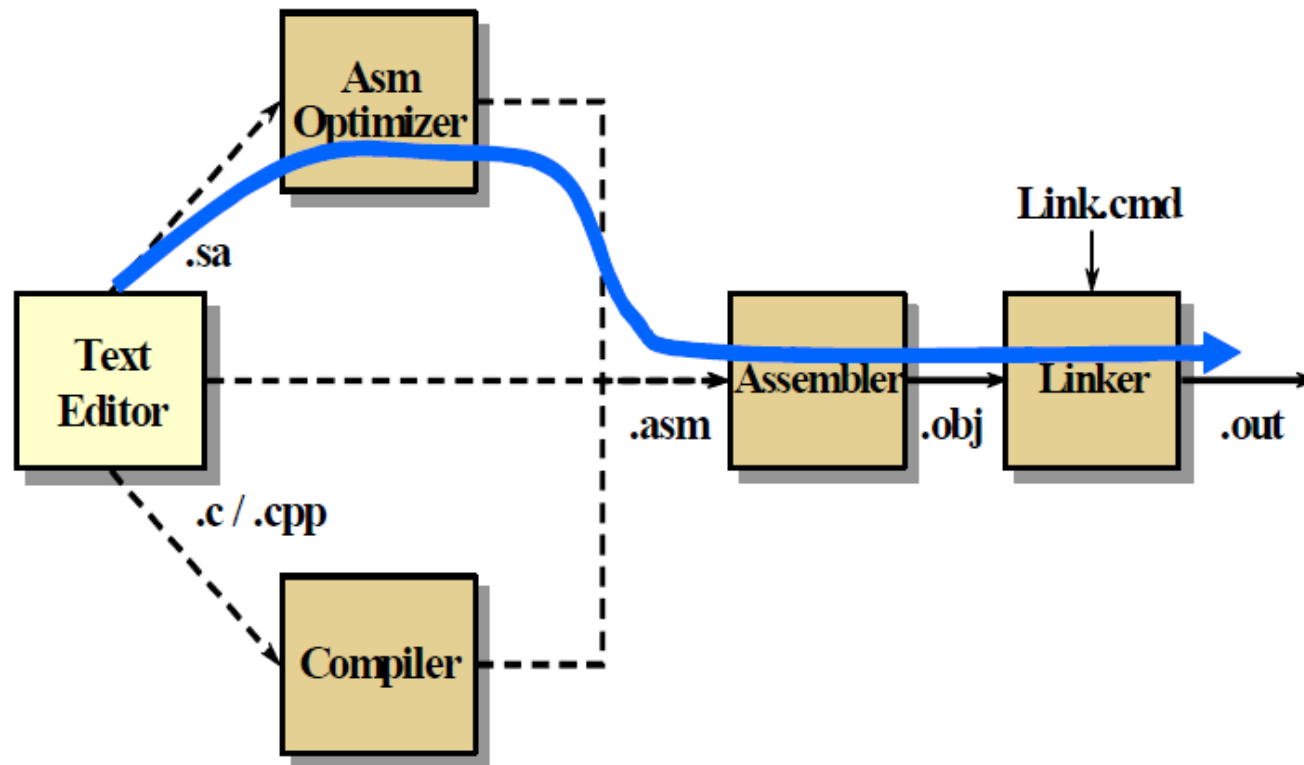 Asm
Optimizer
Link.cmd
.sa
Text
Editor
Assembler
Linker
.asm
.obj
.out
.c / .cpp
Compiler